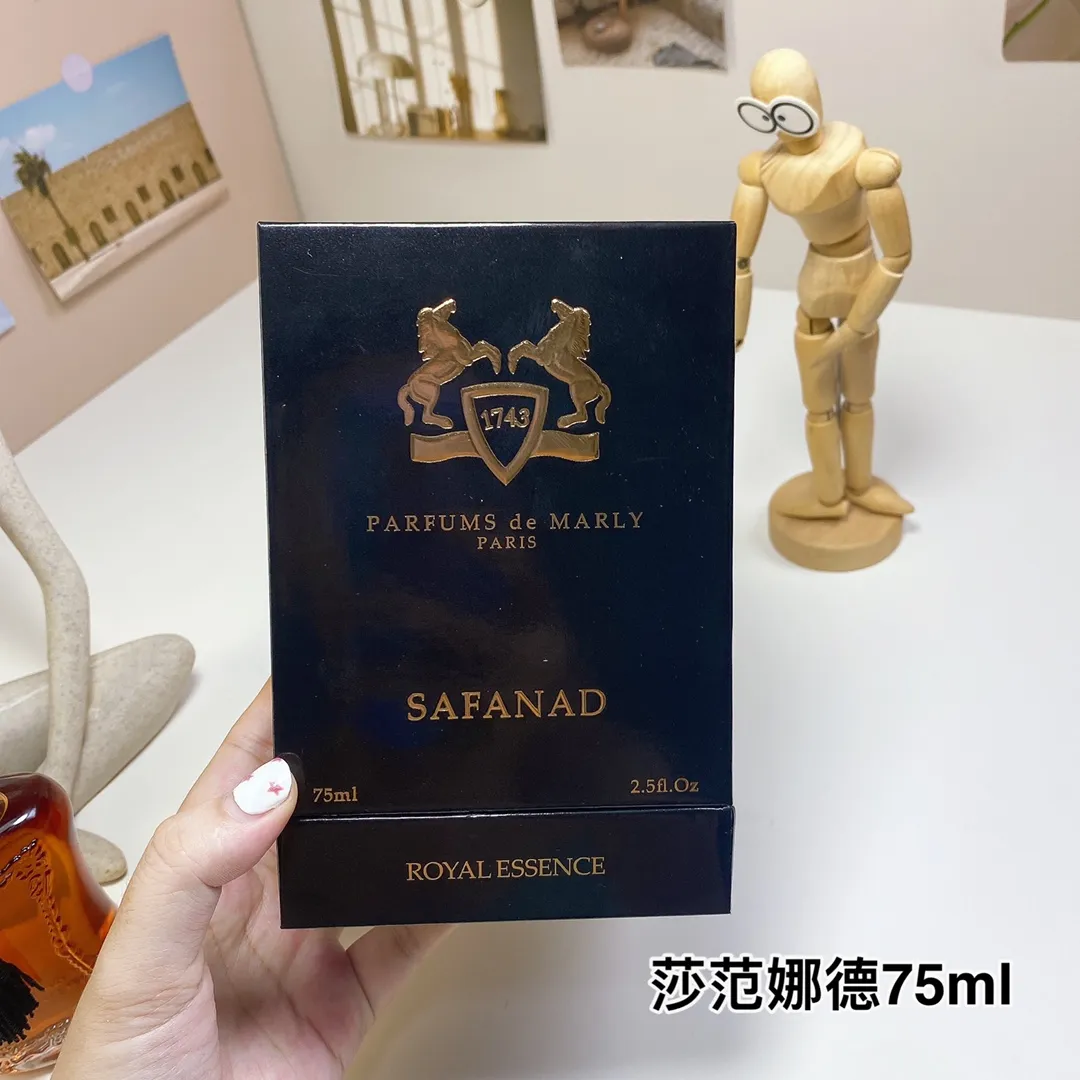 1743
PARFUMS de MARLY
PARIS
SAFANAD
75ml
2.5fl.Oz
ROYAL ESSENCE
莎范娜德75ml